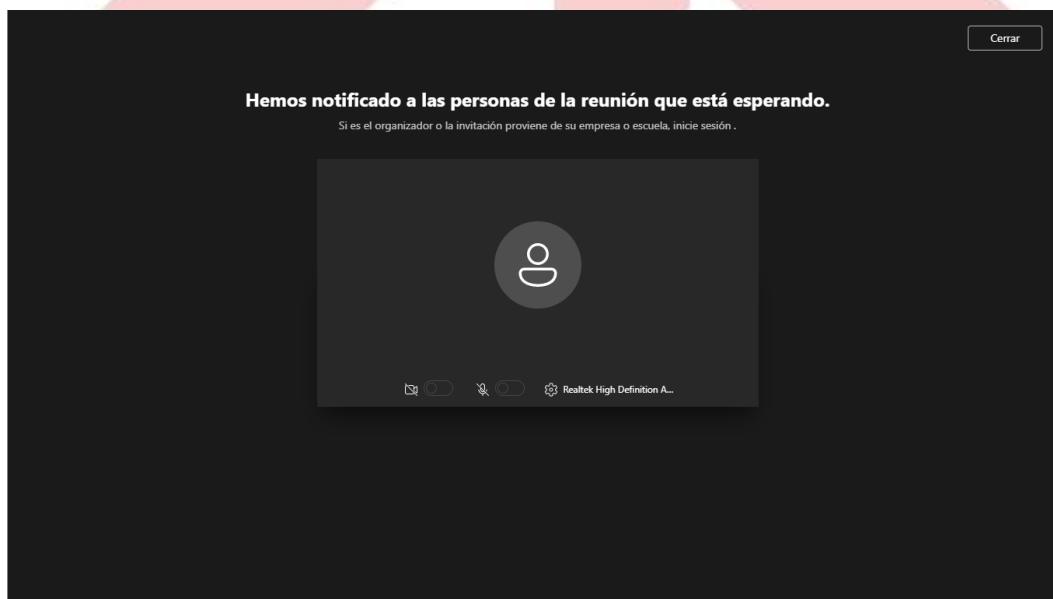 Cerrar
Hemos notificado a las personas de la reunión que está esperando.
Si es el organizador o la invitación proviene de su empresa o escuela, inicie sesión .
Realtek High Definition A...